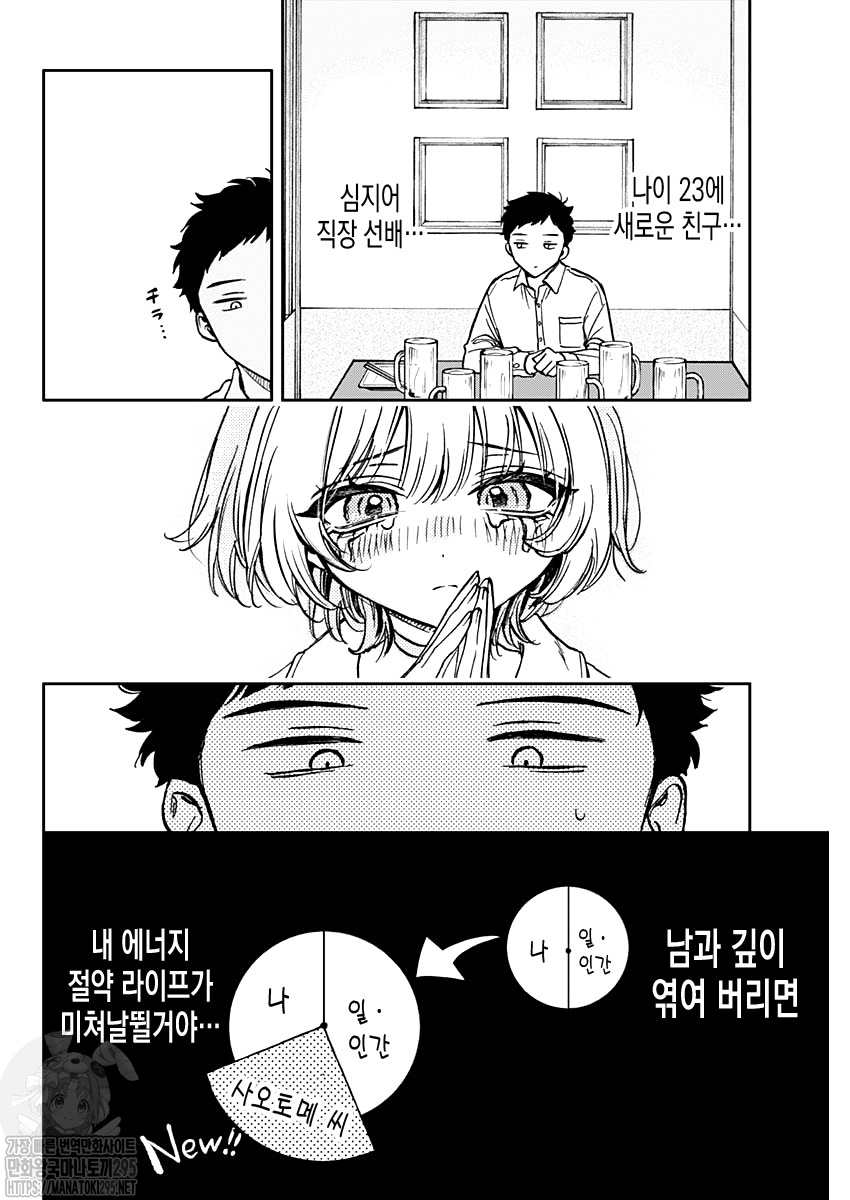 나이 23에
새로운 친구…
심지어
직장 선배…
チラ…
남과 깊이
엮여 버리면
나
일·
인간
내 에너지
절약 라이프가
미쳐날뛸거야…
나
일·
인간
사오토메 씨
New!!
가장 빠른 번역만화사이트
만화왕국마나토끼295
HTTPS://MANATOKI295.NET